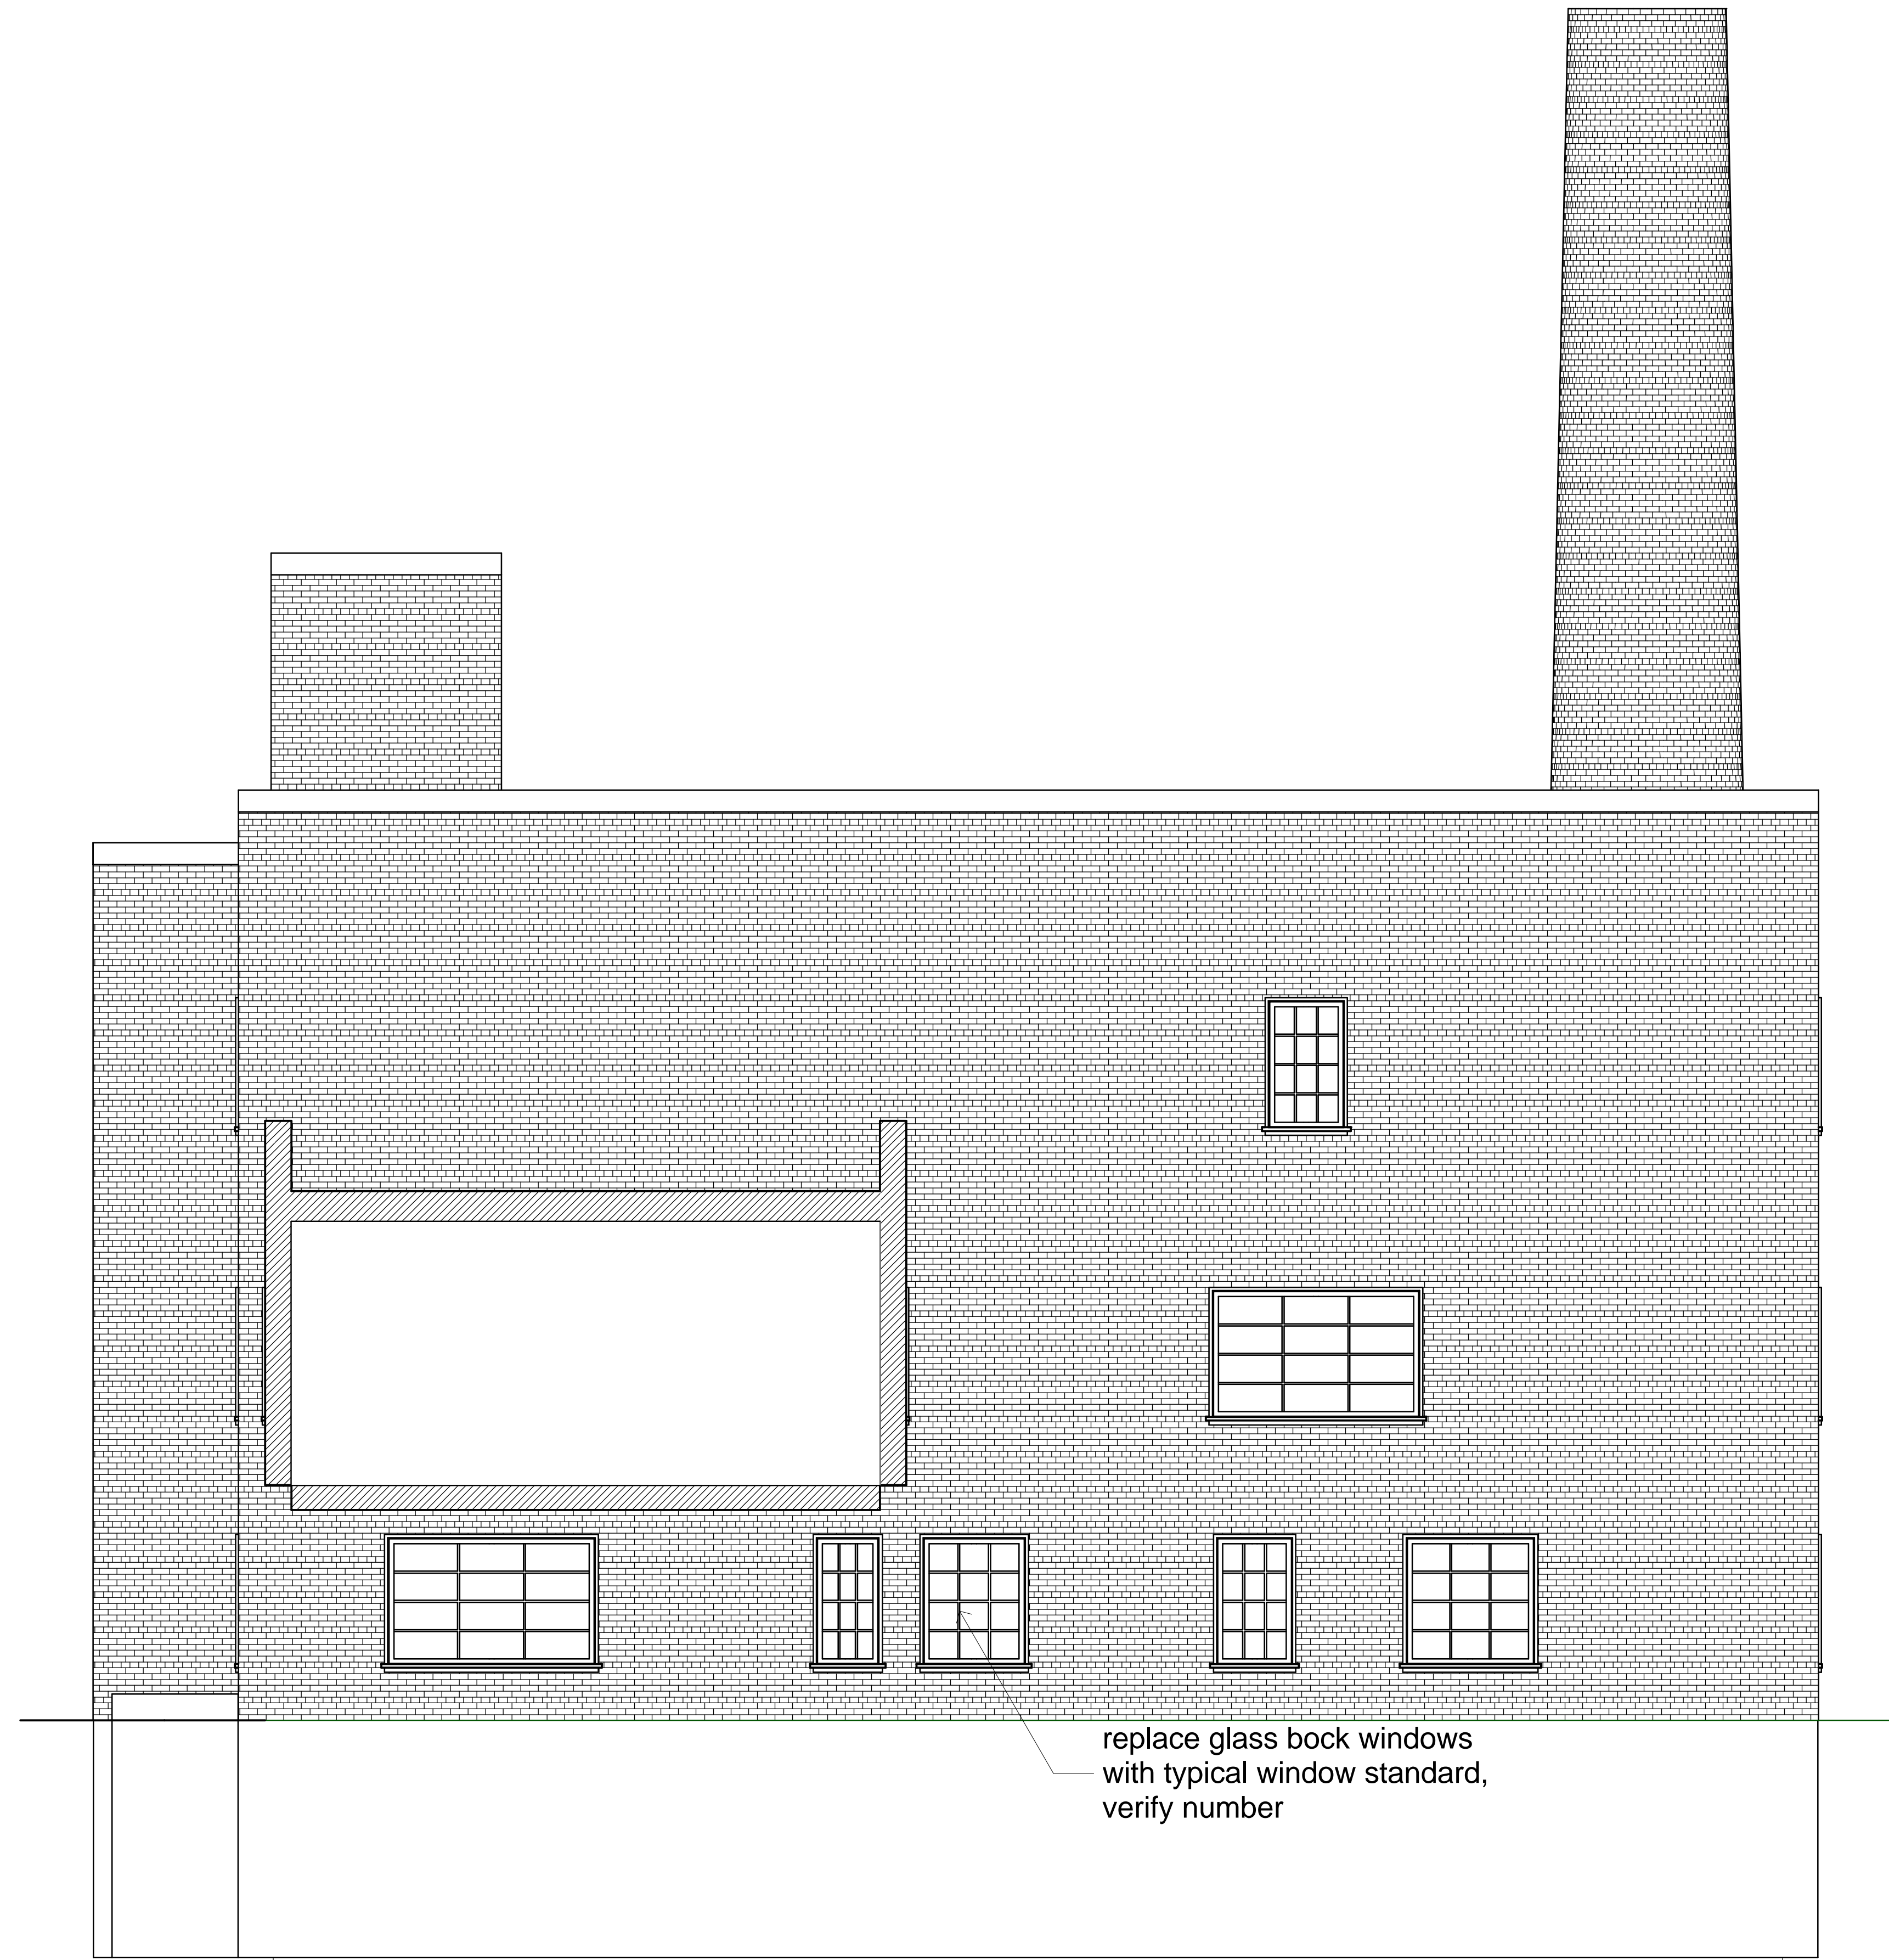 replace glass bock windows
with typical window standard,
verify number